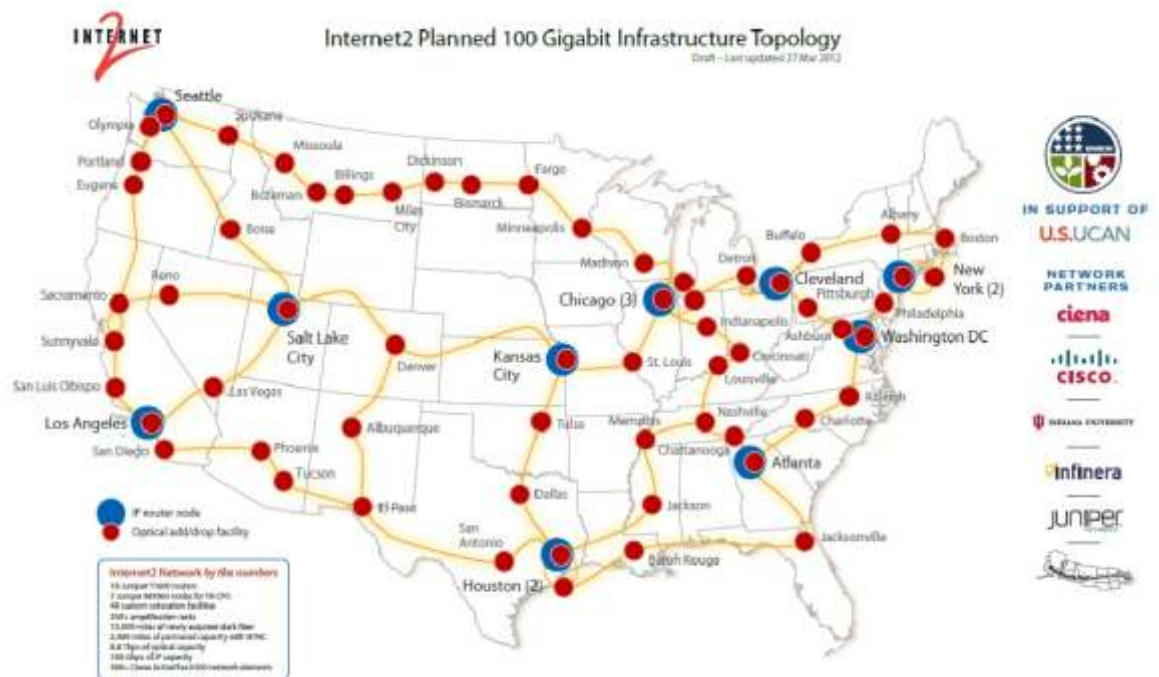 INTERNET
2
Internet2 Planned 100 Gigabit Infrastructure Topology
Draft – Last updated 27 Mar 2012
Seattle
Olympia
Spokane
Portland
Missoula
Eugene
Billings
Dickinson
Fargo
Bozeman
Miles
City
Bismarck
Boise
Minneapolis
Albany
Buffalo
Boston
Madison
Detroit
Reno
Cleveland
New
York (2)
Sacramento
Chicago (3)
Pittsburgh
Philadelphia
Salt Lake
City
Indianapolis
Ashburn
Washington DC
Sunnyvale
Kansas
City
Denver
St. Louis
Cincinnati
San Luis Obispo
Las Vegas
Louisville
Raleigh
Los Angeles
Albuquerque
Tulsa
Memphis
Nashville
Charlotte
San Diego
Phoenix
Chattanooga
Atlanta
Tucson
Dallas
El Paso
Jackson
San
Antonio
Jacksonville
Baton Rouge
Houston (2)
IP router node
Optical add/drop facility
Internet2 Network by the numbers
IN SUPPORT OF
U.S.UCAN
NETWORK
PARTNERS
ciena
CISCO
INDIANA UNIVERSITY
infinera
JUNIPER